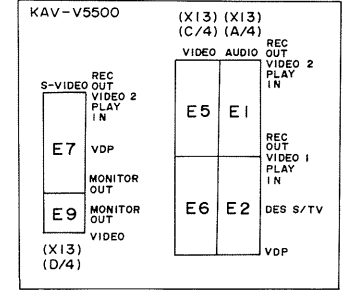 KAV-V5500
(X13) (X13)
(C/4) (A/4)
VIDEO AUDIO
REC
OUT
VIDEO 2
PLAY
IN
E5 E1
REC
OUT
VIDEO 1
PLAY
IN
E6 E2
DES S/TV
VDP
S-VIDEO
REC
OUT
VIDEO 2
PLAY
IN
E7
VDP
MONITOR
OUT
E9
MONITOR
OUT
VIDEO
(X13)
(D/4)